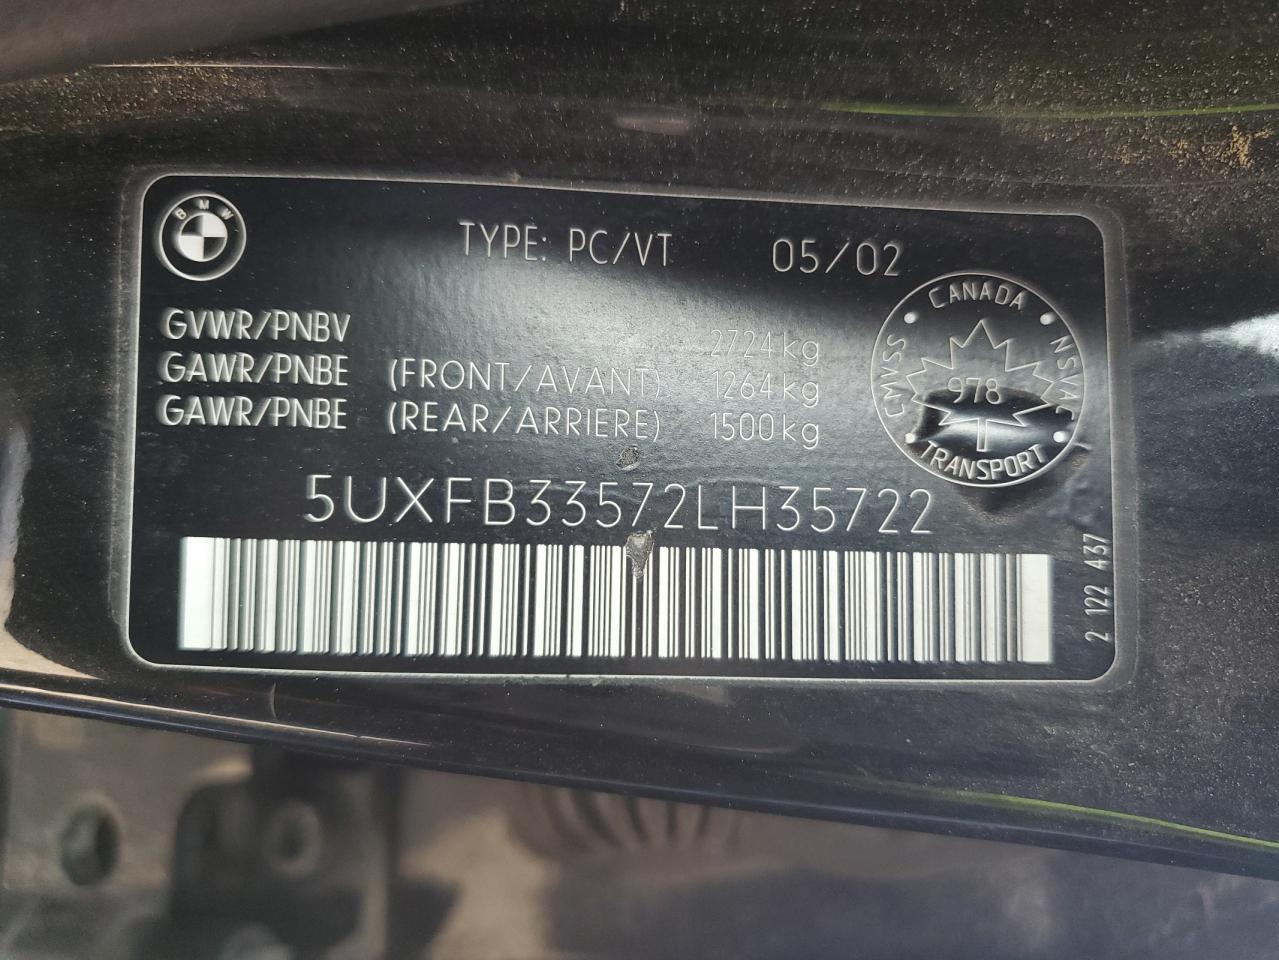 BMW
TYPE: PC/VT 05/02
GVWR/PNBV 2724kg
GAWR/PNBE (FRONT/AVANT) 1264kg
GAWR/PNBE (REAR/ARRIERE) 1500kg
CANADA
CMVSS NSVAC
978
TRANSPORT
5UXFB33572LH35722
2 122 437